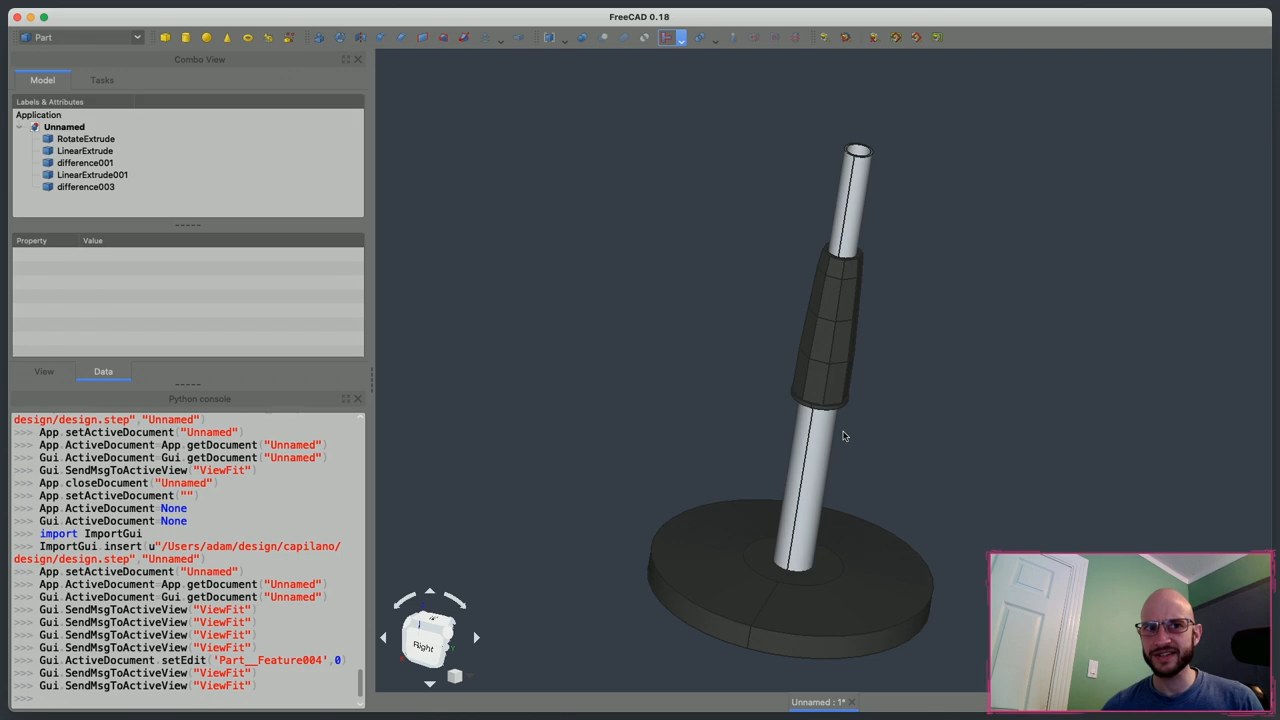 FreeCAD 0.18
Part
Combo View
Model
Tasks
Labels & Attributes
Application
Unnamed
RotateExtrude
LinearExtrude
difference001
LinearExtrude001
difference003
Property
Value
View
Data
Python console
design/design.step","Unnamed")
>>> App.setActiveDocument("Unnamed")
>>> App.ActiveDocument=App.getDocument("Unnamed")
>>> Gui.ActiveDocument=Gui.getDocument("Unnamed")
>>> Gui.SendMsgToActiveView("ViewFit")
>>> App.closeDocument("Unnamed")
>>> App.setActiveDocument("")
>>> App.ActiveDocument=None
>>> Gui.ActiveDocument=None
>>> import ImportGui
>>> ImportGui.insert(u"/Users/adam/design/capilano/
design/design.step","Unnamed")
>>> App.setActiveDocument("Unnamed")
>>> App.ActiveDocument=App.getDocument("Unnamed")
>>> Gui.ActiveDocument=Gui.getDocument("Unnamed")
>>> Gui.SendMsgToActiveView("ViewFit")
>>> Gui.SendMsgToActiveView("ViewFit")
>>> Gui.SendMsgToActiveView("ViewFit")
>>> Gui.SendMsgToActiveView("ViewFit")
>>> Gui.ActiveDocument.setEdit('Part__Feature004',0)
>>> Gui.SendMsgToActiveView("ViewFit")
>>> Gui.SendMsgToActiveView("ViewFit")
>>>
Right
Unnamed : 1*